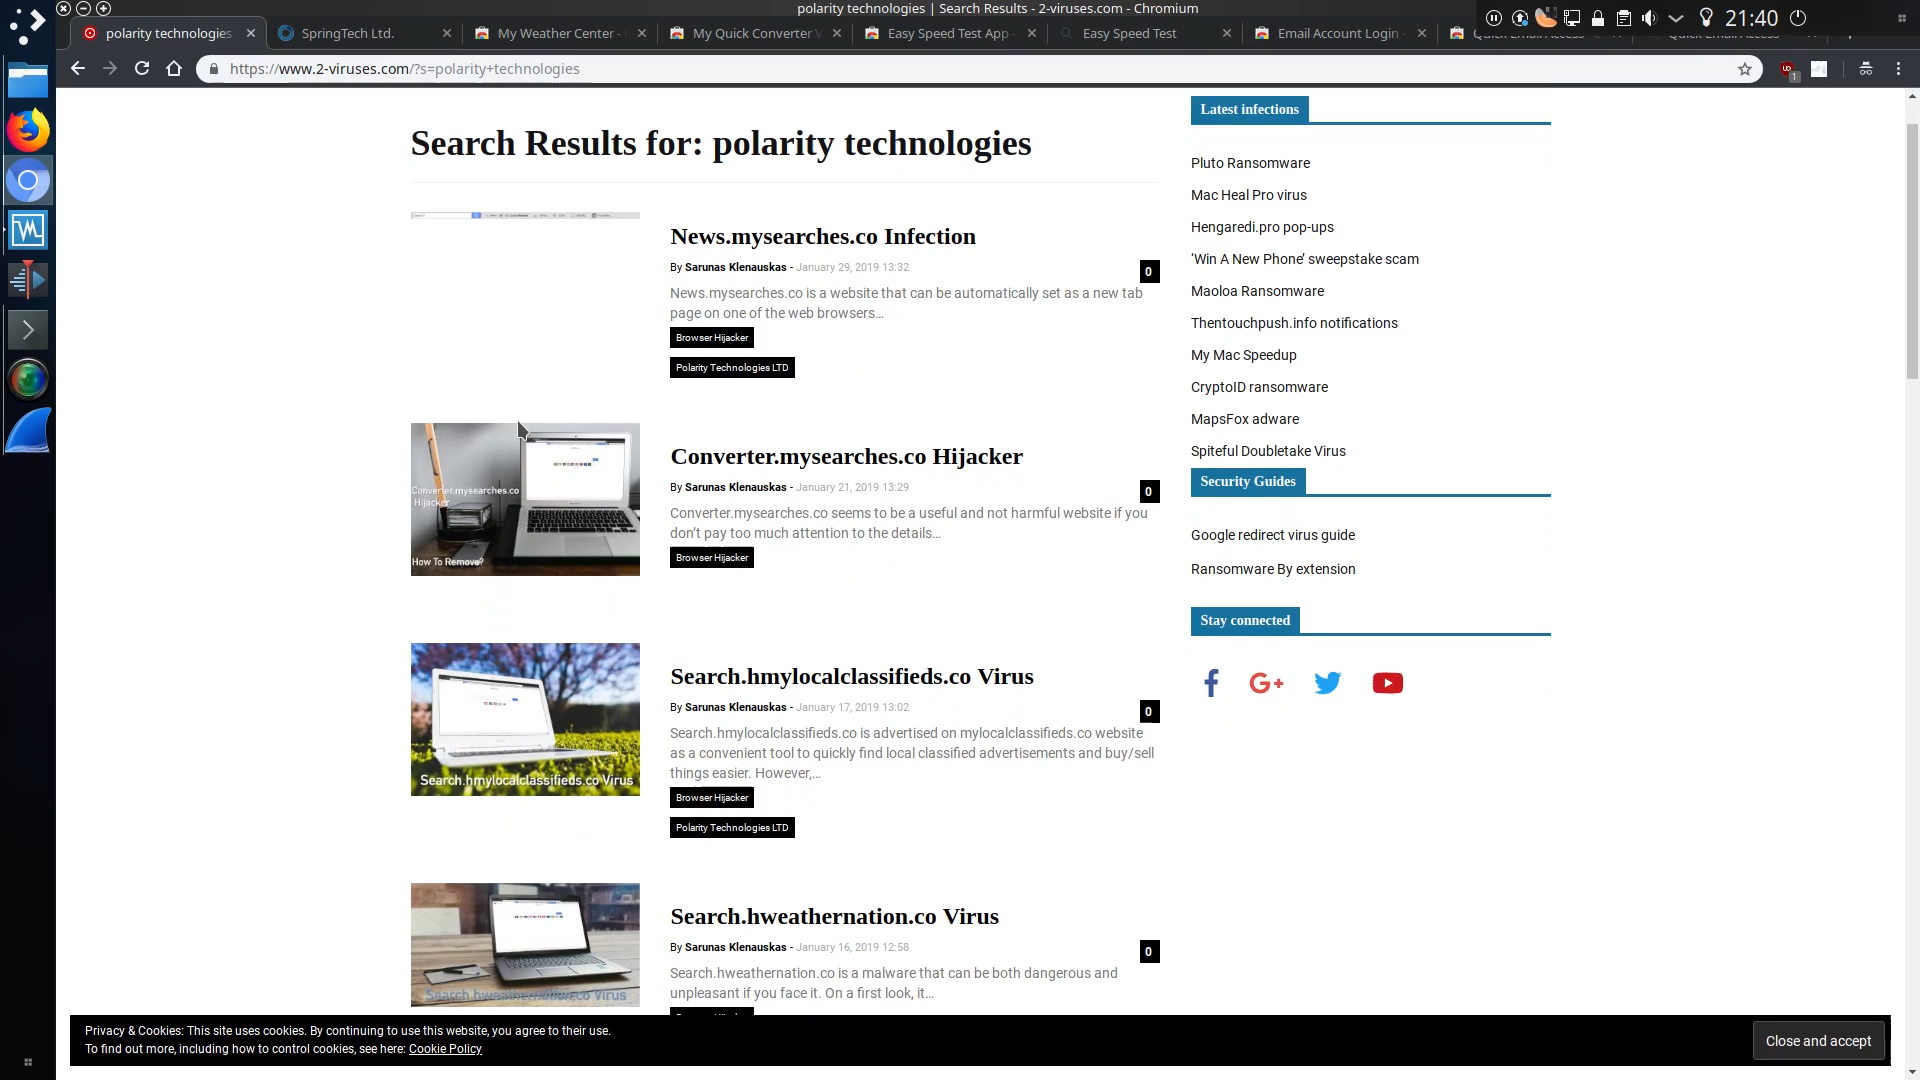 polarity technologies | Search Results - 2-viruses.com - Chromium
21:40
polarity technologies
SpringTech Ltd.
My Weather Center -
My Quick Converter
Easy Speed Test App -
Easy Speed Test
Email Account Login -
Quick Email Access
Quick Email Access
https://www.2-viruses.com/?s=polarity+technologies
1
Search Results for: polarity technologies
News.mysearches.co Infection
By Sarunas Klenauskas - January 29, 2019 13:32
0
News.mysearches.co is a website that can be automatically set as a new tab
page on one of the web browsers…
Browser Hijacker
Polarity Technologies LTD
Converter.mysearches.co
Hijacker
How To Remove?
Converter.mysearches.co Hijacker
By Sarunas Klenauskas - January 21, 2019 13:29
0
Converter.mysearches.co seems to be a useful and not harmful website if you
don’t pay too much attention to the details…
Browser Hijacker
Search.hmylocalclassifieds.co Virus
Search.hmylocalclassifieds.co Virus
By Sarunas Klenauskas - January 17, 2019 13:02
0
Search.hmylocalclassifieds.co is advertised on mylocalclassifieds.co website
as a convenient tool to quickly find local classified advertisements and buy/sell
things easier. However,…
Browser Hijacker
Polarity Technologies LTD
Search.hweathernation.co Virus
Search.hweathernation.co Virus
By Sarunas Klenauskas - January 16, 2019 12:58
0
Search.hweathernation.co is a malware that can be both dangerous and
unpleasant if you face it. On a first look, it…
Latest infections
Pluto Ransomware
Mac Heal Pro virus
Hengaredi.pro pop-ups
‘Win A New Phone’ sweepstake scam
Maoloa Ransomware
Thentouchpush.info notifications
My Mac Speedup
CryptoID ransomware
MapsFox adware
Spiteful Doubletake Virus
Security Guides
Google redirect virus guide
Ransomware By extension
Stay connected
Privacy & Cookies: This site uses cookies. By continuing to use this website, you agree to their use.
To find out more, including how to control cookies, see here: Cookie Policy
Close and accept